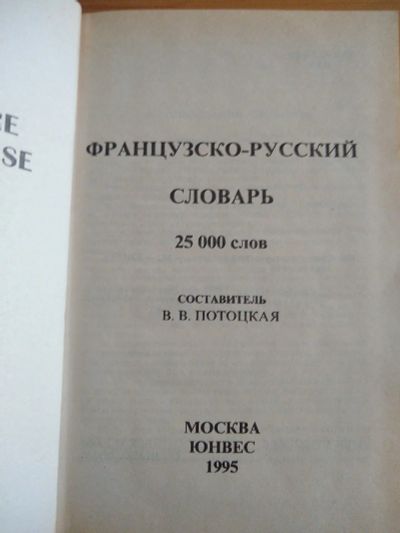 ФРАНЦУЗСКО-РУССКИЙ
СЛОВАРЬ
25 000 слов
СОСТАВИТЕЛЬ
В. В. ПОТОЦКАЯ
МОСКВА
ЮНВЕС
1995